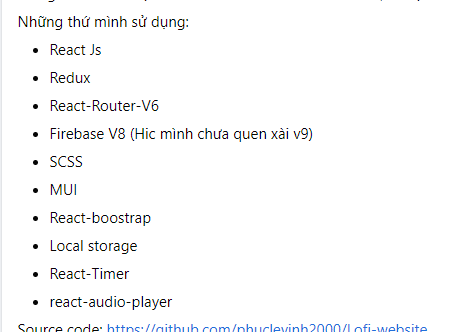 Những thứ mình sử dụng:
React Js
Redux
React-Router-V6
Firebase V8 (Hic mình chưa quen xài v9)
SCSS
MUI
React-boostrap
Local storage
React-Timer
react-audio-player
Source code: https://github.com/phuclevinh2000/Lofi-website